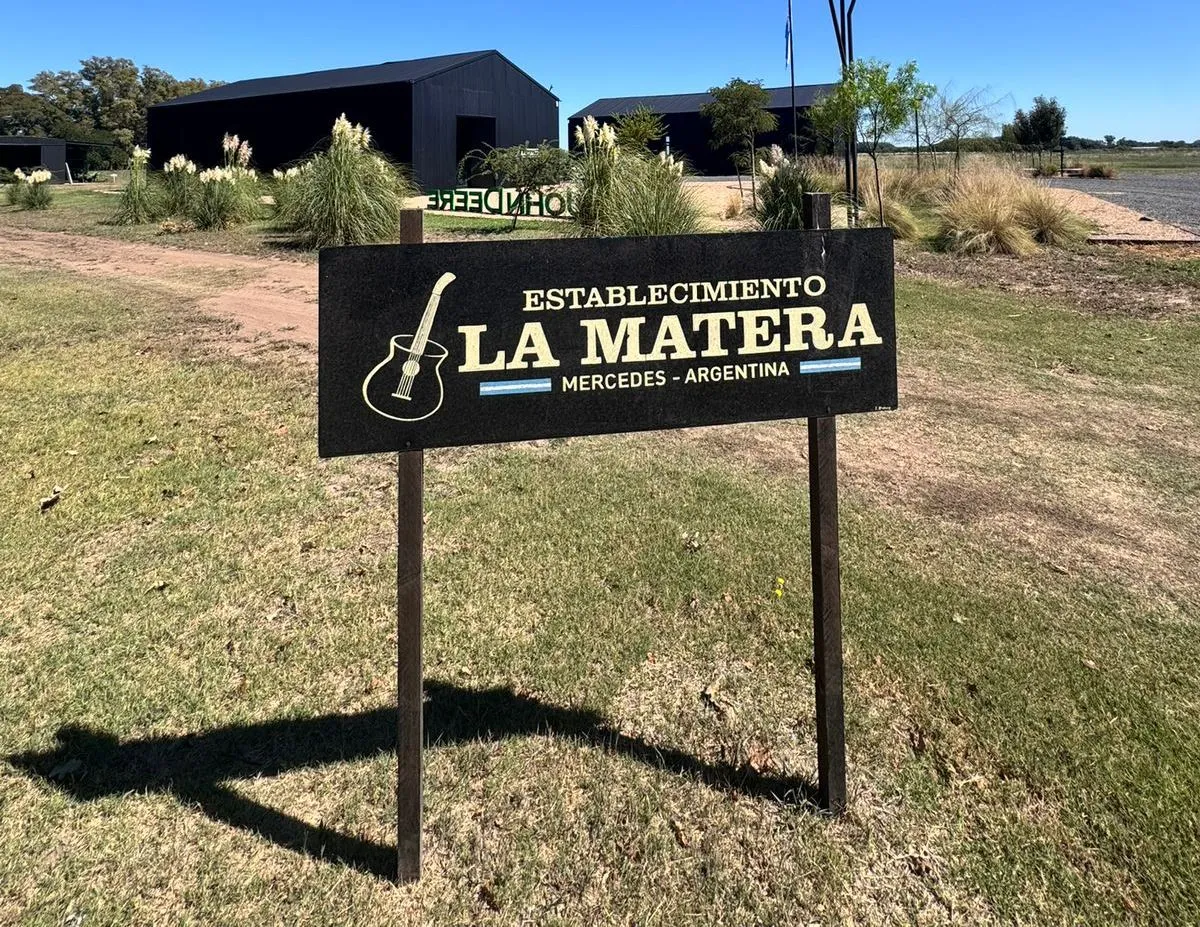 JOHN DEERE
ESTABLECIMIENTO
LA MATERA
MERCEDES - ARGENTINA